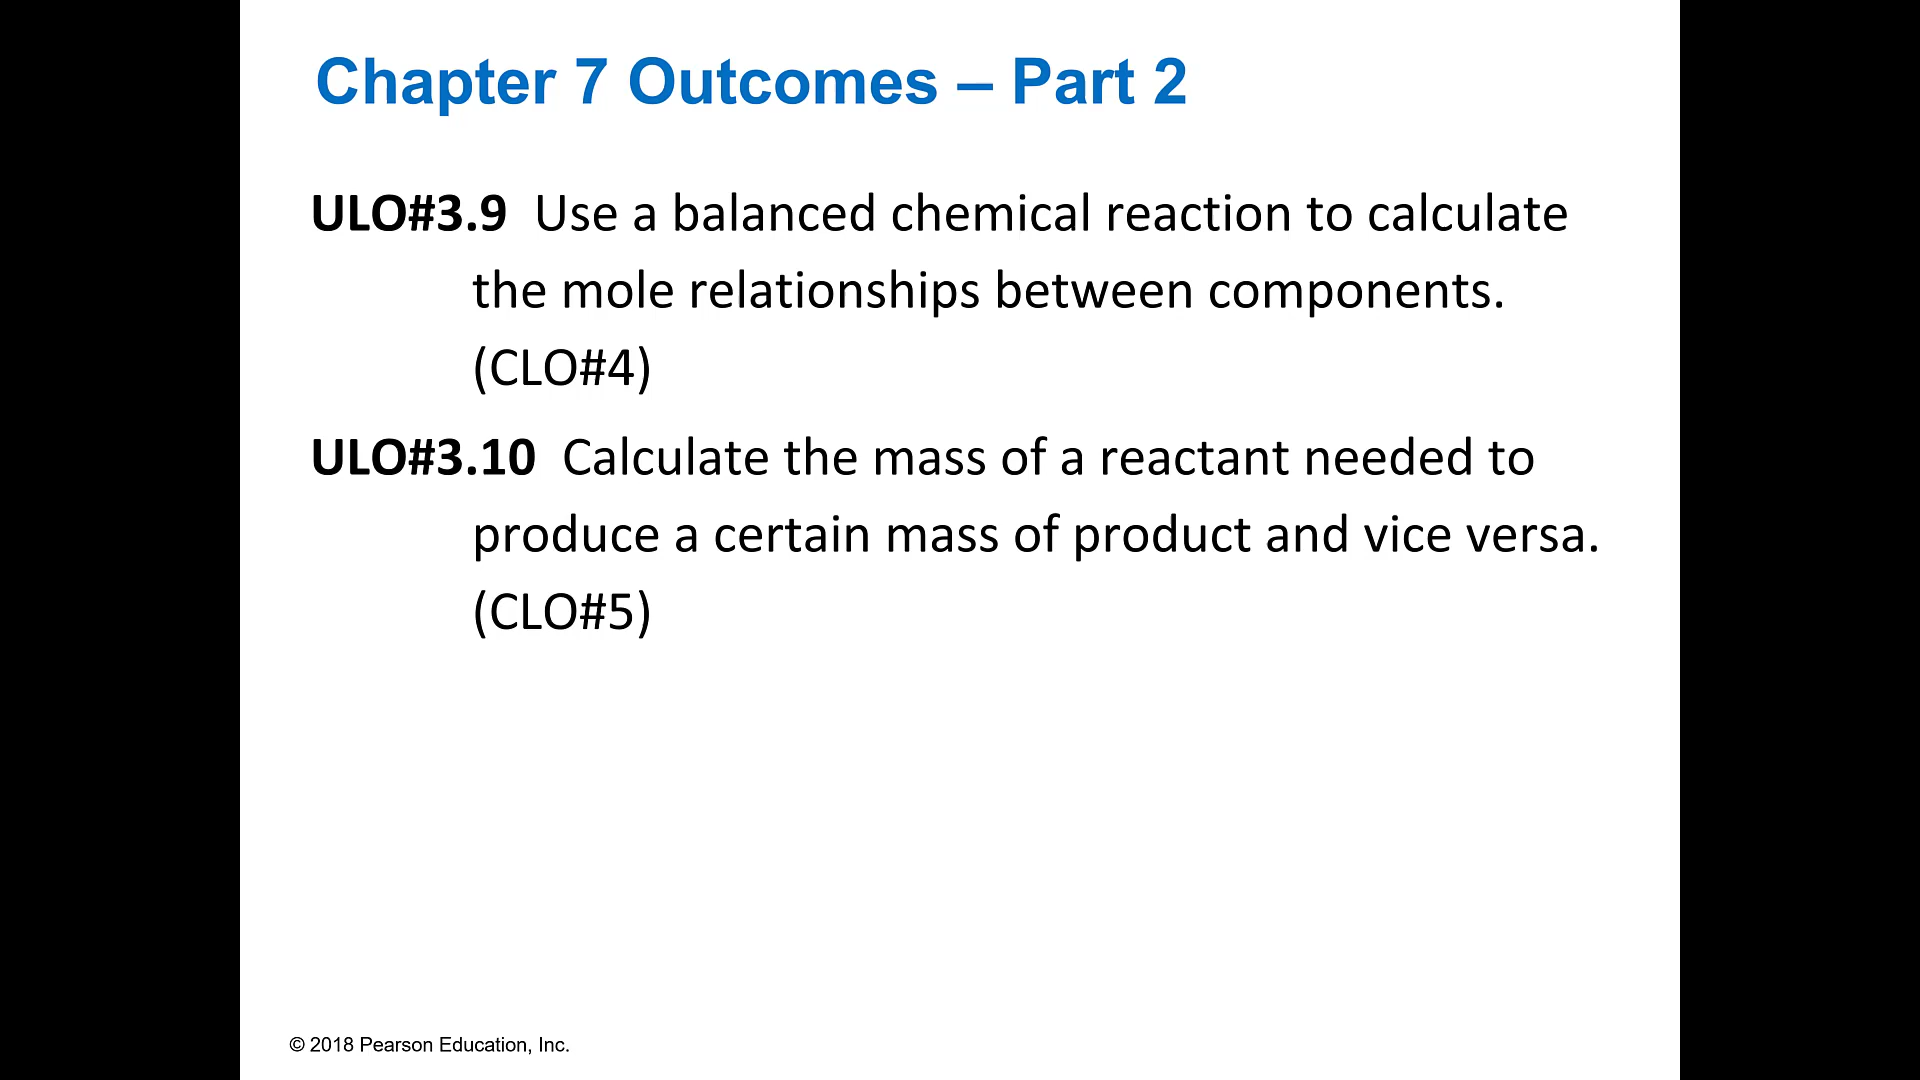 Chapter 7 Outcomes – Part 2
ULO#3.9 Use a balanced chemical reaction to calculate
the mole relationships between components.
(CLO#4)
ULO#3.10 Calculate the mass of a reactant needed to
produce a certain mass of product and vice versa.
(CLO#5)
© 2018 Pearson Education, Inc.